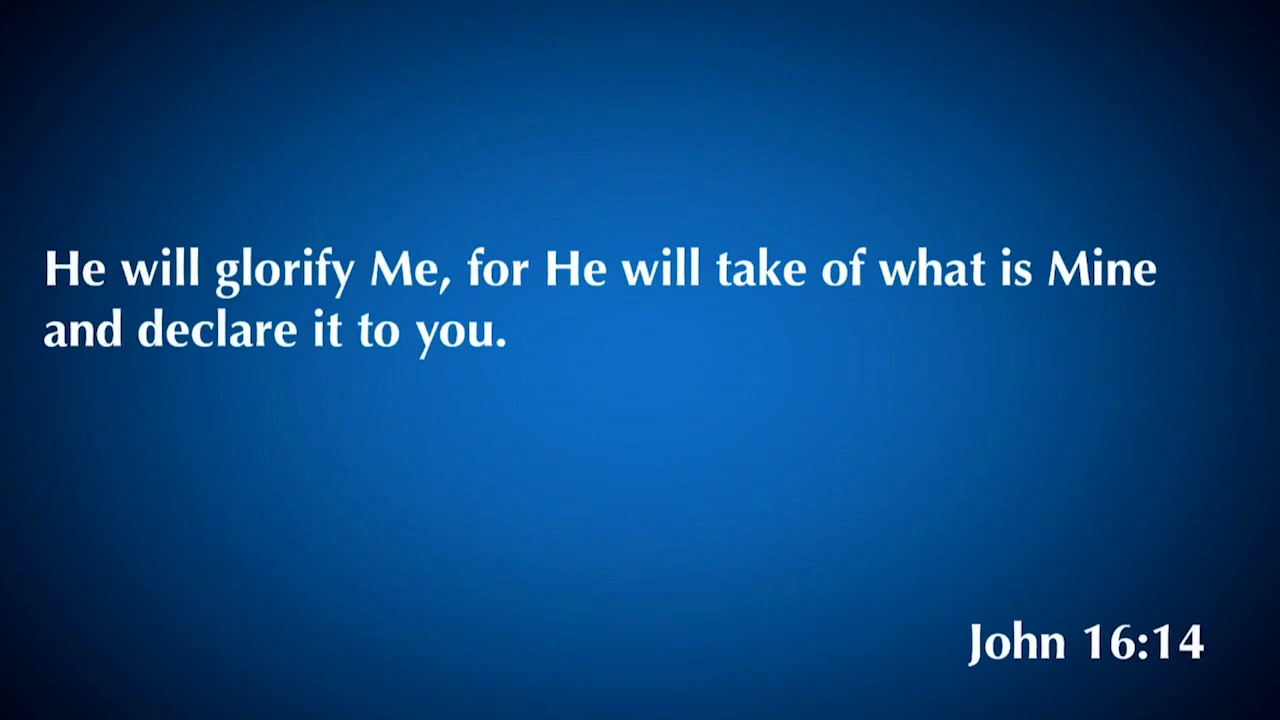 He will glorify Me, for He will take of what is Mine
and declare it to you.
John 16:14